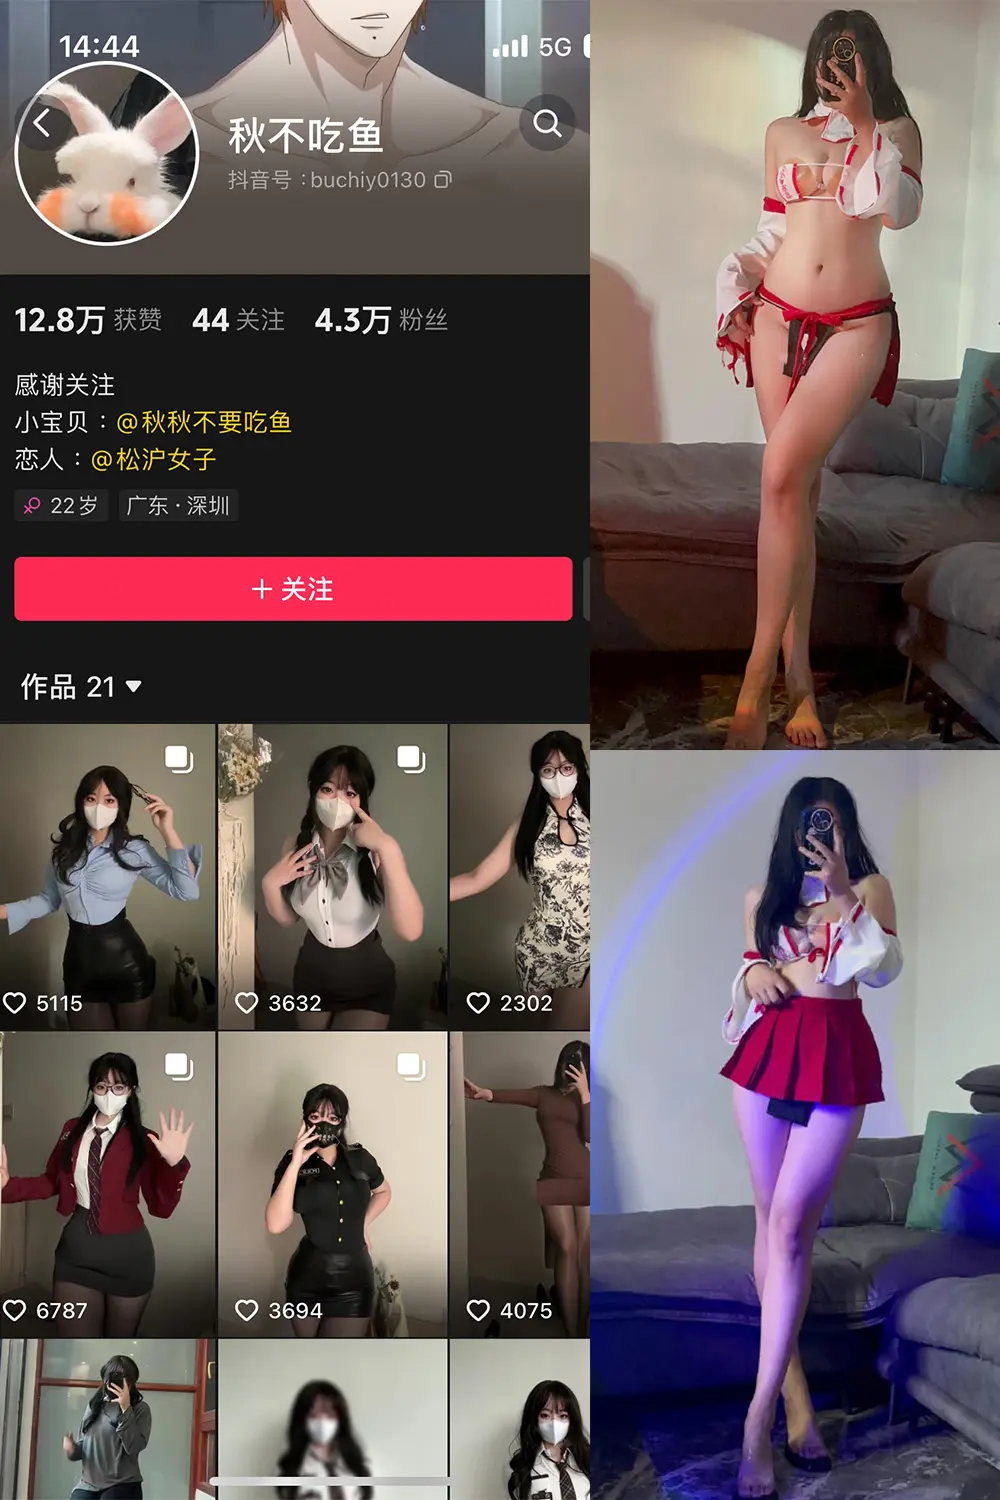 14:44
5G
秋不吃鱼
抖音号：buchiy0130
12.8万 获赞 44 关注 4.3万 粉丝
感谢关注
小宝贝：@秋秋不要吃鱼
恋人：@松沪女子
22岁 广东·深圳
+ 关注
作品 21
5115 3632 2302
6787 3694 4075